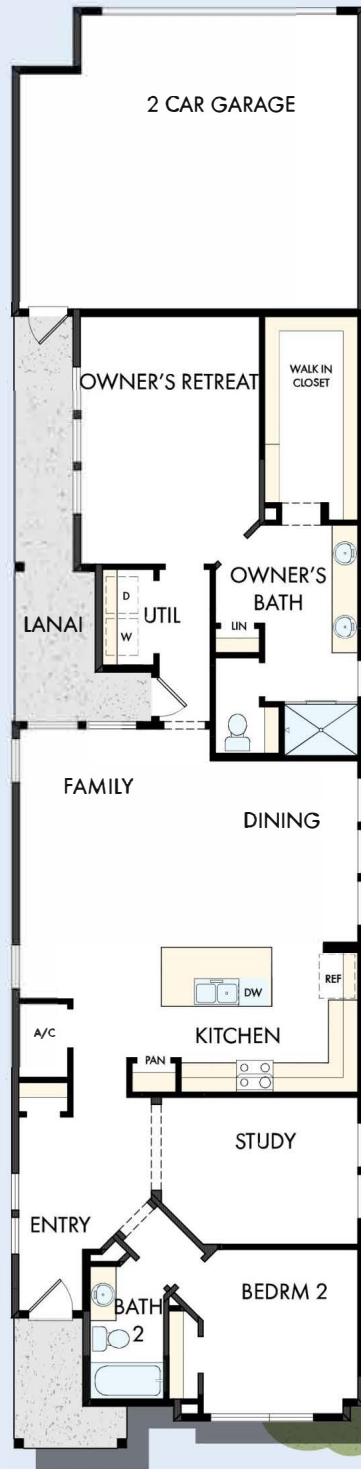 2 CAR GARAGE
OWNER'S RETREAT
WALK IN
CLOSET
OWNER'S
BATH
D
UTIL
LANAI
W
LIN
FAMILY
DINING
REF
DW
A/C
KITCHEN
PAN
STUDY
ENTRY
BEDRM 2
BATH
2